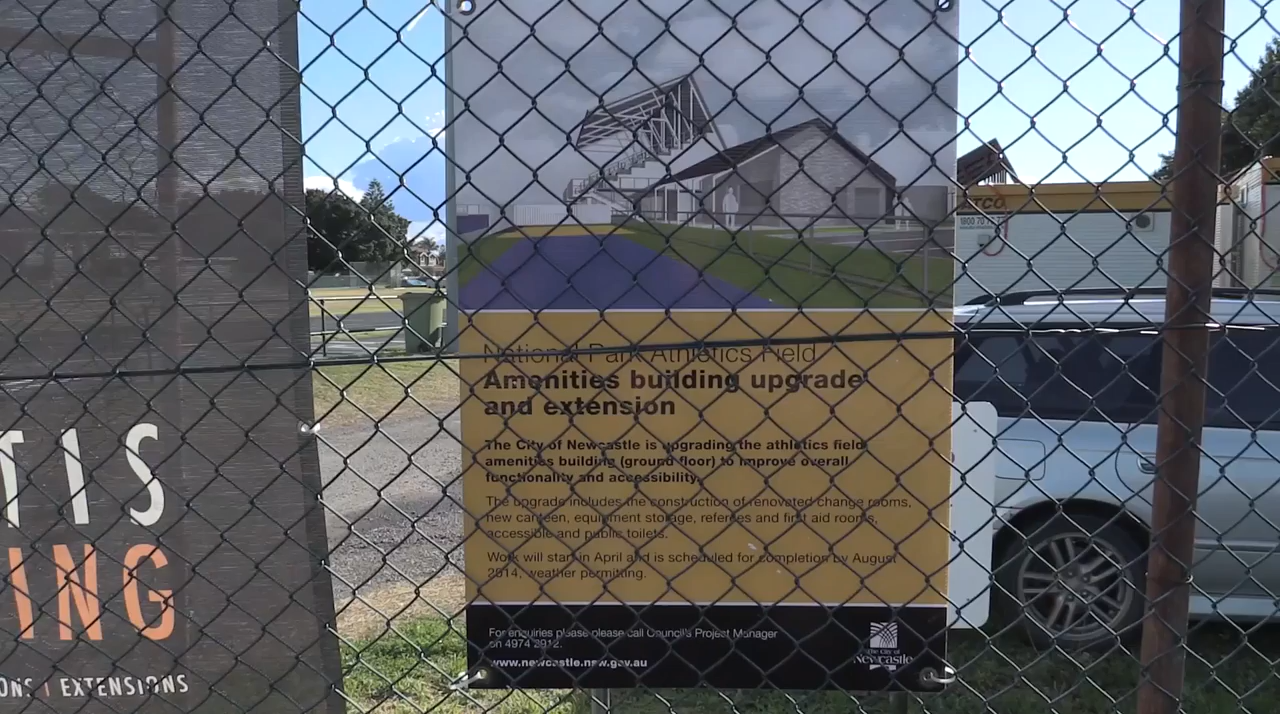 TIS
ING
ONS | EXTENSIONS
National Park Athletics Field
Amenities building upgrade
and extension
The City of Newcastle is upgrading the athletics field
amenities building (ground floor) to improve overall
functionality and accessibility.
The upgrade includes the construction of renovated change rooms,
new canteen, equipment storage, referees and first aid rooms,
accessible and public toilets.
Work will start in April and is scheduled for completion by August
2014, weather permitting.
For enquiries please please call Council's Project Manager
on 4974 2912.
www.newcastle.nsw.gov.au
The City of
Newcastle
TCO